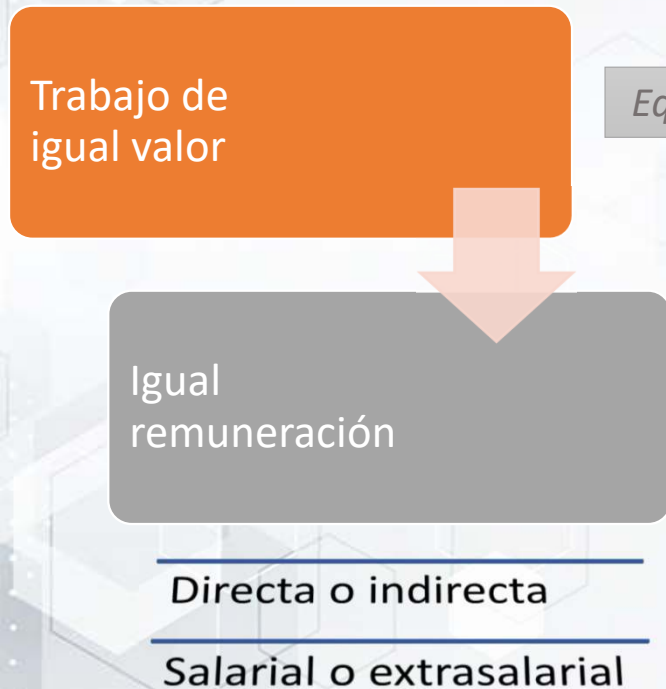 Trabajo de
igual valor
Igual
remuneración
Directa o indirecta
Salarial o extrasalarial